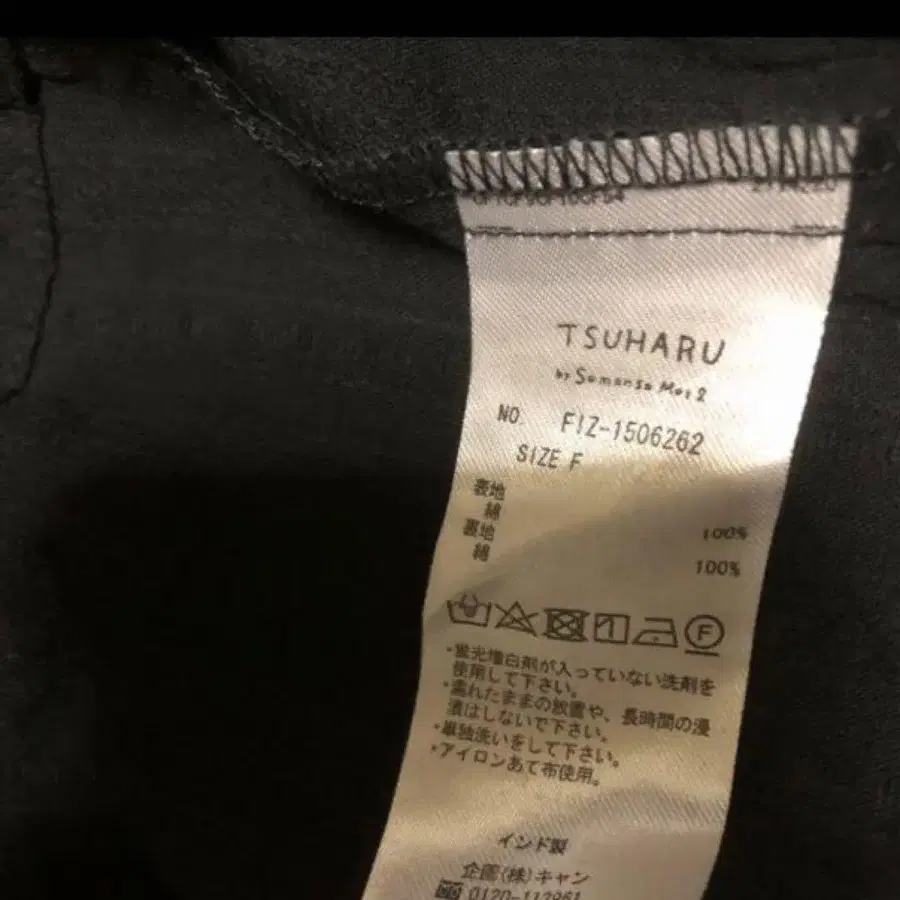 TSUHARU
by Samansa Mos2
NO. FIZ-1506262
SIZE F
表地
綿 100%
裏地
綿 100%
F
・蛍光増白剤が入っていない洗剤を
使用して下さい。
・濡れたままの放置や、長時間の浸
漬はしないで下さい。
・単独洗いをして下さい。
・アイロンあて布使用。
インド製
企画(株)キャン